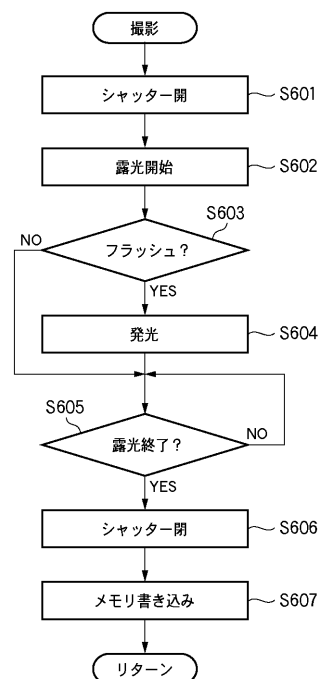 撮影
シャッター開
S601
露光開始
S602
S603
フラッシュ？
NO
YES
発光
S604
S605
露光終了？
NO
YES
シャッター閉
S606
メモリ書き込み
S607
リターン